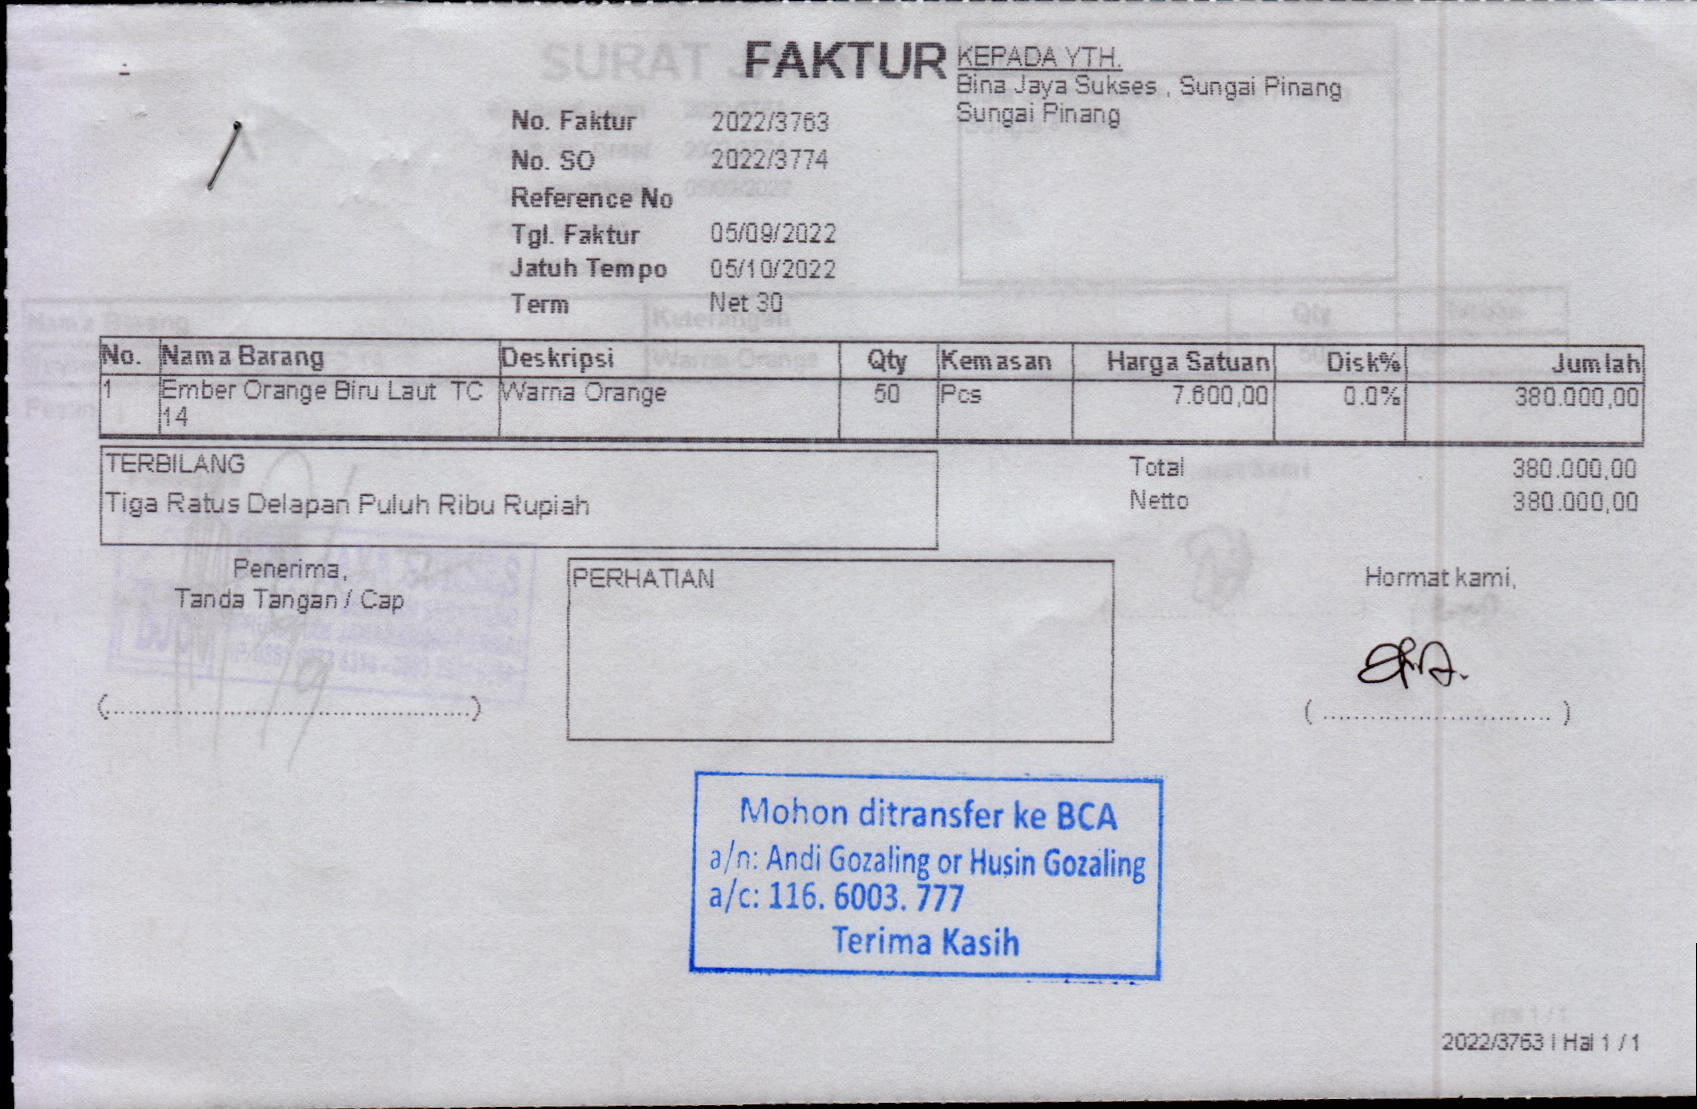 FAKTUR
KEPADA YTH.
Bina Jaya Sukses , Sungai Pinang
Sungai Pinang
No. Faktur 2022/3763
No. SO 2022/3774
Reference No
Tgl. Faktur 05/09/2022
Jatuh Tempo 05/10/2022
Term Net 30
No. Nama Barang Deskripsi Qty Kemasan Harga Satuan Disk% Jumlah
1 Ember Orange Biru Laut TC Warna Orange 50 Pcs 7.600,00 0.0% 380.000,00
14
TERBILANG
Tiga Ratus Delapan Puluh Ribu Rupiah
Total 380.000,00
Netto 380.000,00
Penerima,
Tanda Tangan / Cap
(............................................)
PERHATIAN
Hormat kami,
( ............................ )
Mohon ditransfer ke BCA
a/n: Andi Gozaling or Husin Gozaling
a/c: 116. 6003. 777
Terima Kasih
2022/3763 | Hal 1 / 1